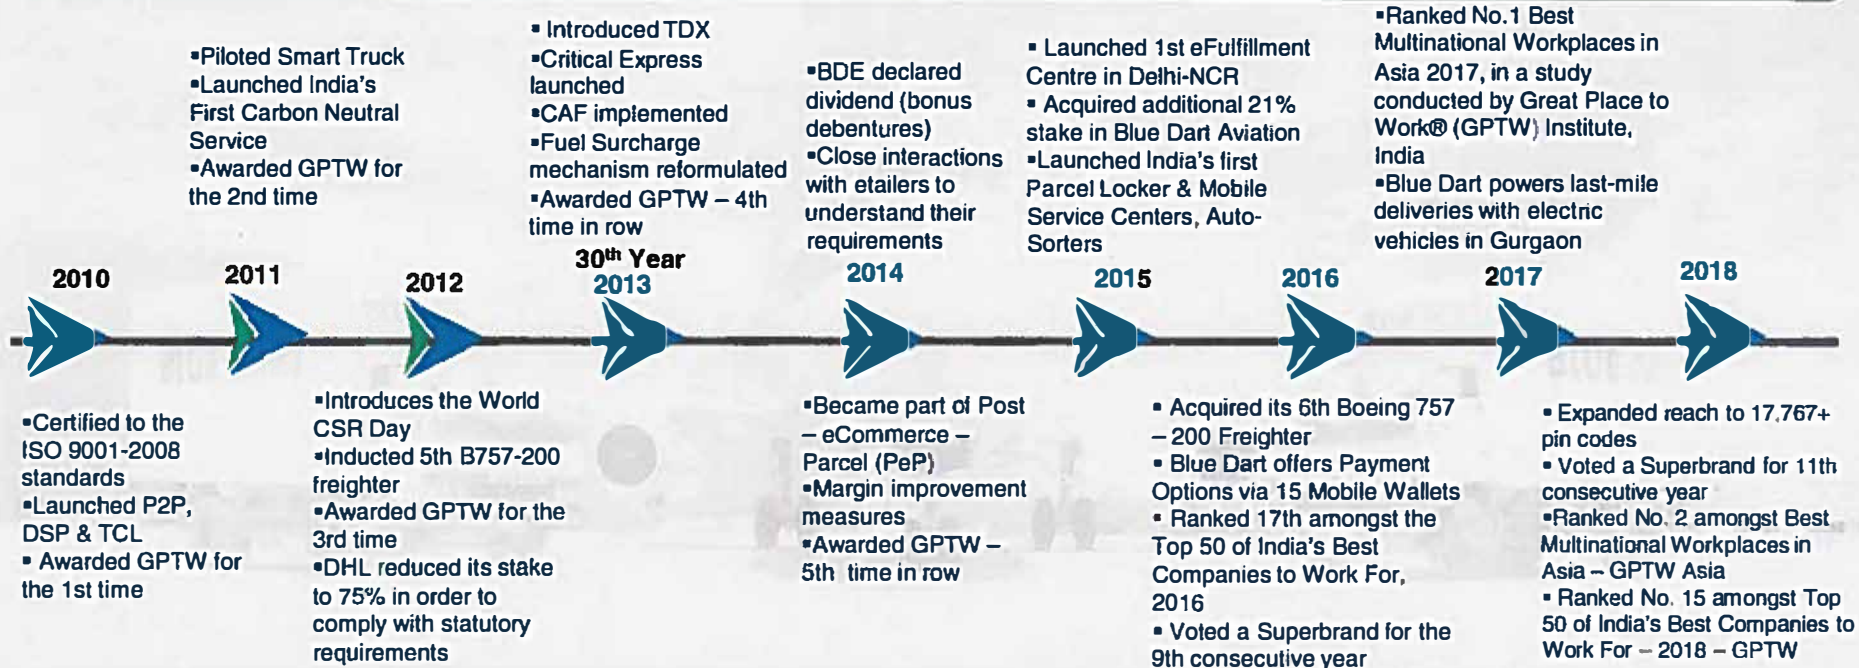 ▪Piloted Smart Truck
▪Launched India's
First Carbon Neutral
Service
▪Awarded GPTW for
the 2nd time
▪ Introduced TDX
▪Critical Express
launched
▪CAF implemented
▪Fuel Surcharge
mechanism reformulated
▪Awarded GPTW – 4th
time in row
▪BDE declared
dividend (bonus
debentures)
▪Close interactions
with etailers to
understand their
requirements
▪ Launched 1st eFulfillment
Centre in Delhi-NCR
▪ Acquired additional 21%
stake in Blue Dart Aviation
▪Launched India's first
Parcel Locker & Mobile
Service Centers, Auto-
Sorters
▪Ranked No.1 Best
Multinational Workplaces in
Asia 2017, in a study
conducted by Great Place to
Work® (GPTW) Institute,
India
▪Blue Dart powers last-mile
deliveries with electric
vehicles in Gurgaon
2010
2011
2012
30th Year
2013
2014
2015
2016
2017
2018
▪Certified to the
ISO 9001-2008
standards
▪Launched P2P,
DSP & TCL
▪ Awarded GPTW for
the 1st time
▪Introduces the World
CSR Day
▪Inducted 5th B757-200
freighter
▪Awarded GPTW for the
3rd time
▪DHL reduced its stake
to 75% in order to
comply with statutory
requirements
▪Became part of Post
– eCommerce –
Parcel (PeP)
▪Margin improvement
measures
▪Awarded GPTW –
5th time in row
▪ Acquired its 6th Boeing 757
– 200 Freighter
▪ Blue Dart offers Payment
Options via 15 Mobile Wallets
▪ Ranked 17th amongst the
Top 50 of India's Best
Companies to Work For,
2016
▪ Voted a Superbrand for the
9th consecutive year
▪ Expanded reach to 17,767+
pin codes
▪ Voted a Superbrand for 11th
consecutive year
▪Ranked No. 2 amongst Best
Multinational Workplaces in
Asia – GPTW Asia
▪ Ranked No. 15 amongst Top
50 of India's Best Companies to
Work For – 2018 – GPTW